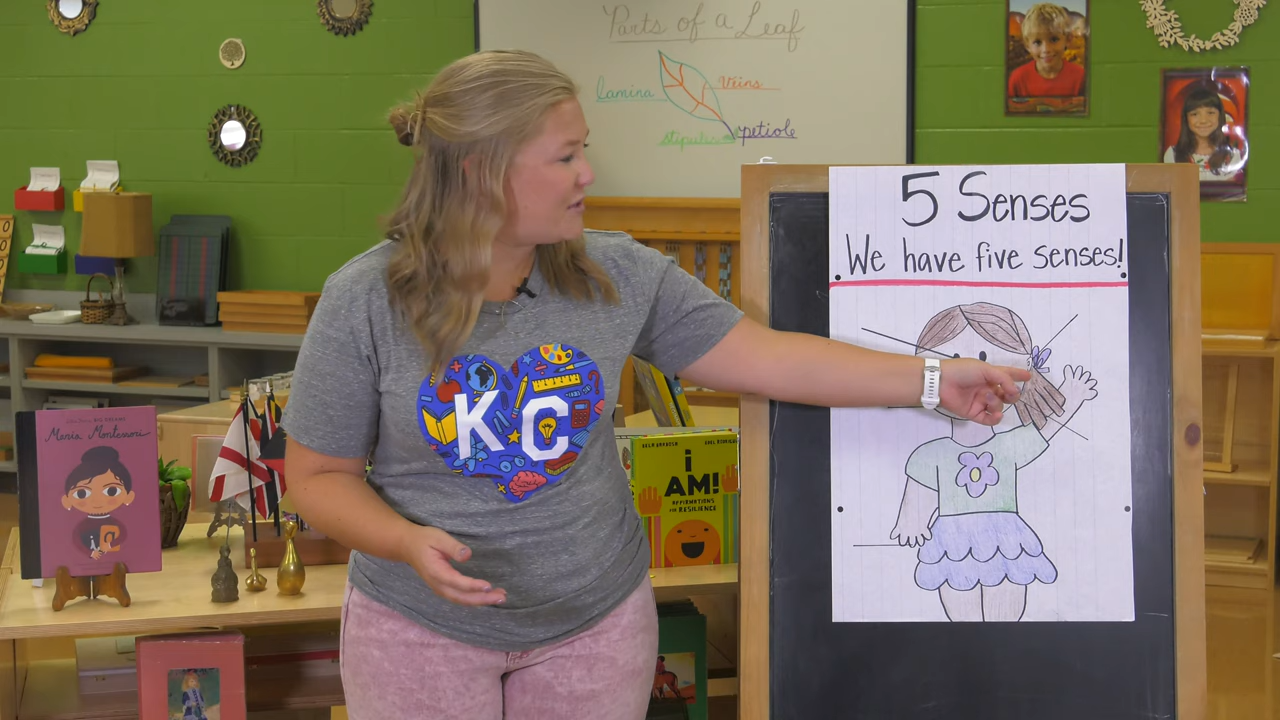 Parts of a Leaf
lamina
veins
petiole
5 Senses
We have five senses!
KC
Maria Montessori
i
AM!
AFFIRMATIONS
FOR RESILIENCE